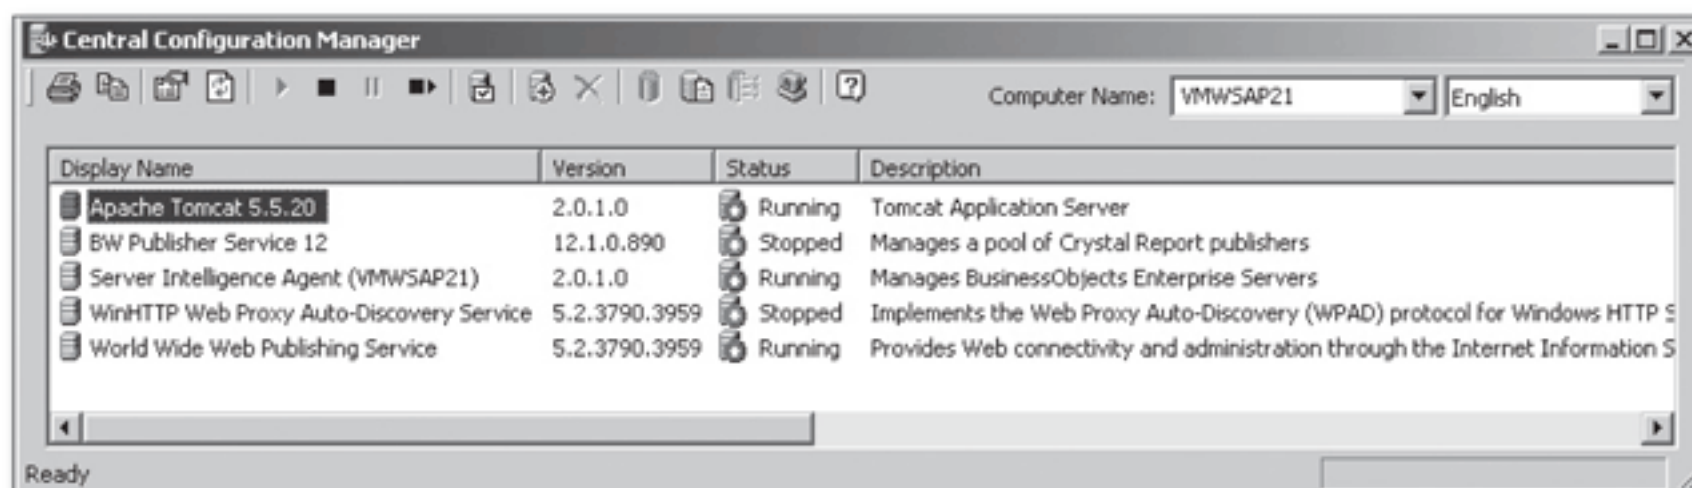 Central Configuration Manager
Computer Name: VMWSAP21 English
Display Name Version Status Description
Apache Tomcat 5.5.20 2.0.1.0 Running Tomcat Application Server
BW Publisher Service 12 12.1.0.890 Stopped Manages a pool of Crystal Report publishers
Server Intelligence Agent (VMWSAP21) 2.0.1.0 Running Manages BusinessObjects Enterprise Servers
WinHTTP Web Proxy Auto-Discovery Service 5.2.3790.3959 Stopped Implements the Web Proxy Auto-Discovery (WPAD) protocol for Windows HTTP S
World Wide Web Publishing Service 5.2.3790.3959 Running Provides Web connectivity and administration through the Internet Information S
Ready